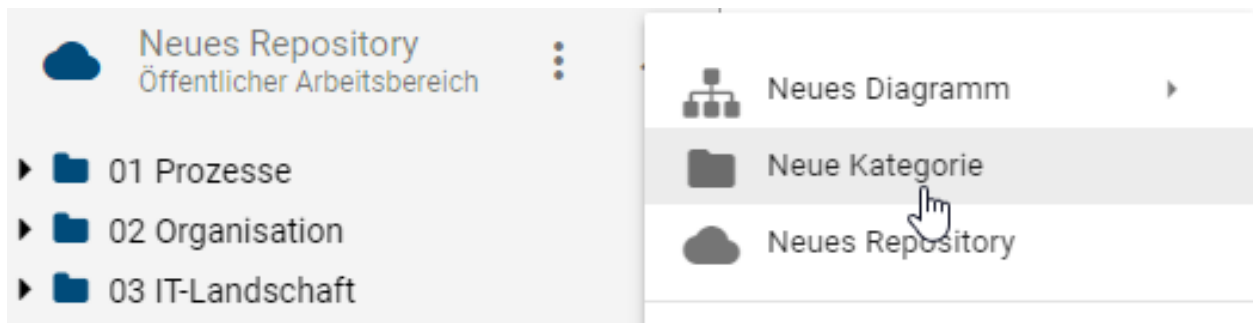 Neues Repository
Öffentlicher Arbeitsbereich
01 Prozesse
02 Organisation
03 IT-Landschaft
Neues Diagramm
Neue Kategorie
Neues Repository